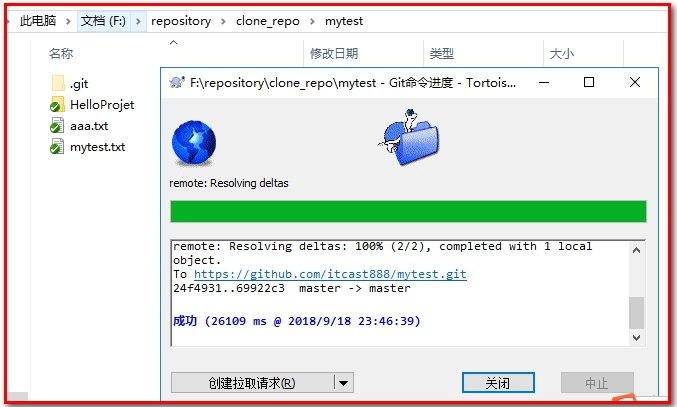 此电脑 > 文档 (F:) > repository > clone_repo > mytest
名称 修改日期 类型 大小
.git
HelloProjet
aaa.txt
mytest.txt
F:\repository\clone_repo\mytest - Git命令进度 - Tortois...
remote: Resolving deltas
remote: Resolving deltas: 100% (2/2), completed with 1 local
object.
To https://github.com/itcast888/mytest.git
24f4931..69922c3 master -> master
成功 (26109 ms @ 2018/9/18 23:46:39)
创建拉取请求(R) 关闭 中止